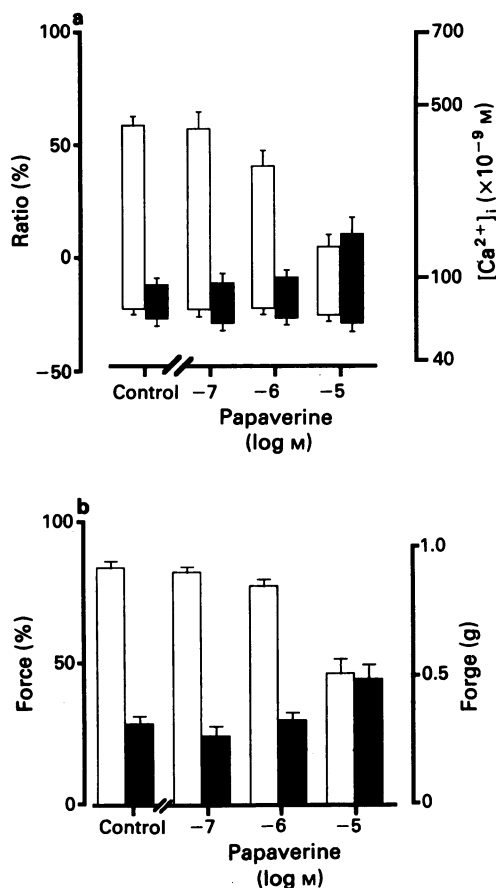 a
100
50
0
−50
Ratio (%)
700
500
100
40
[Ca²⁺]ᵢ (×10⁻⁹ M)
Control −7 −6 −5
Papaverine
(log M)
b
100
50
0
Force (%)
1.0
0.5
0
Forge (g)
Control −7 −6 −5
Papaverine
(log M)